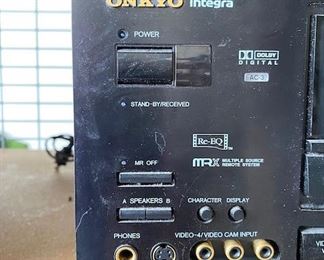 ONKYO Integra
POWER
DOLBY
DIGITAL
AC-3
STAND-BY/RECEIVED
Re-EQ
MR OFF
MRX MULTIPLE SOURCE
REMOTE SYSTEM
A SPEAKERS B
CHARACTER DISPLAY
PHONES
VIDEO-4/VIDEO CAM INPUT